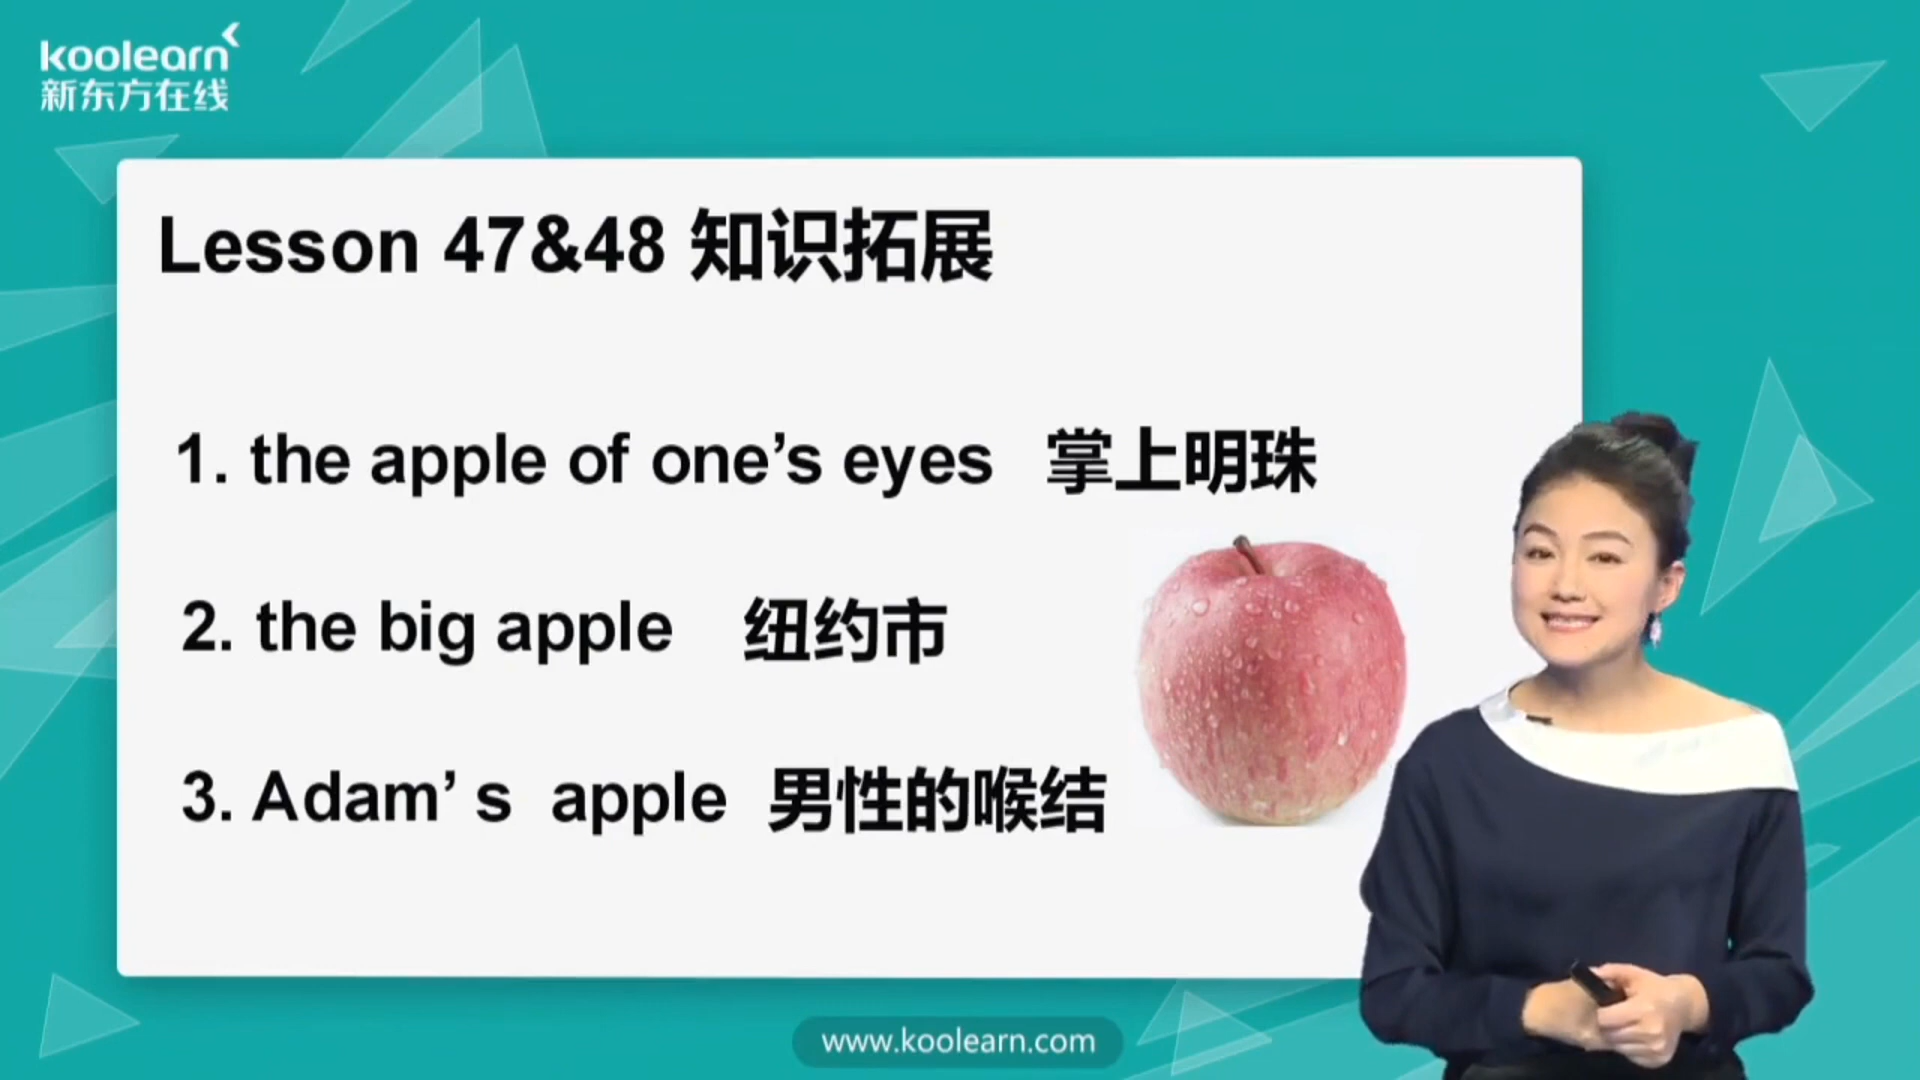 koolearn
新东方在线
Lesson 47&48 知识拓展
1. the apple of one’s eyes 掌上明珠
2. the big apple 纽约市
3. Adam’ s apple 男性的喉结
www.koolearn.com